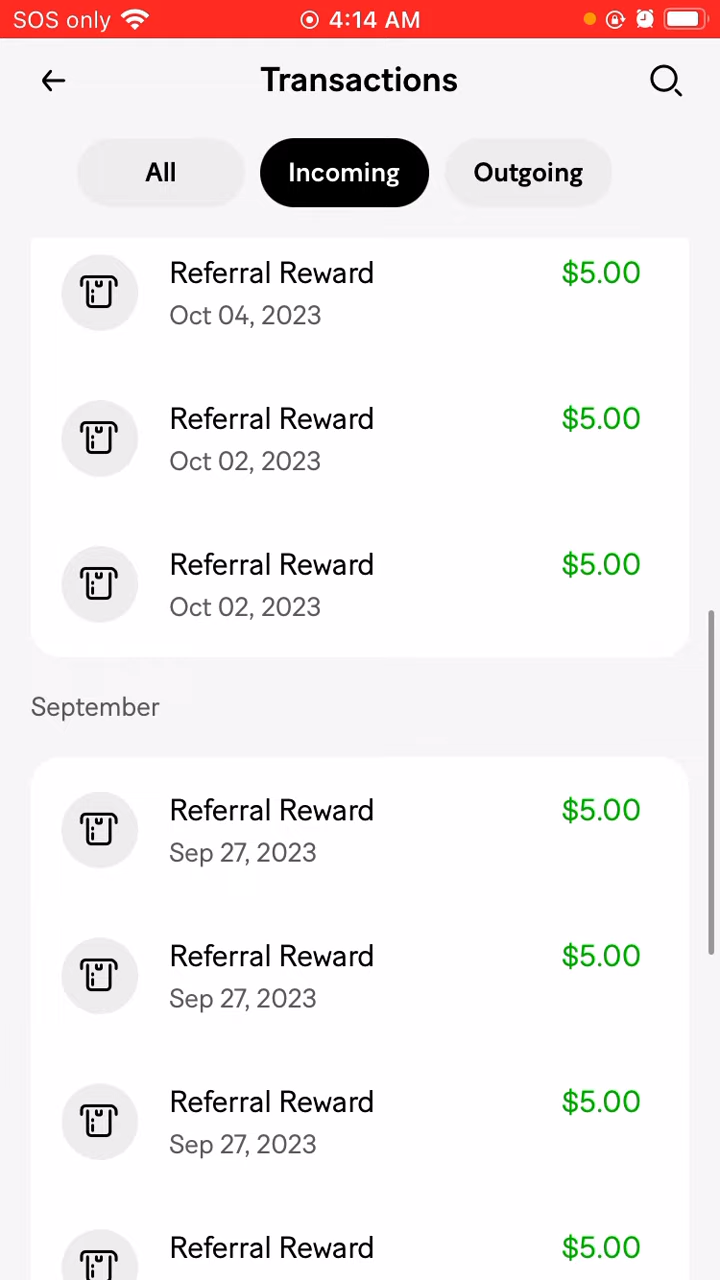 SOS only 4:14 AM
Transactions
All Incoming Outgoing
Referral Reward $5.00
Oct 04, 2023
Referral Reward $5.00
Oct 02, 2023
Referral Reward $5.00
Oct 02, 2023
September
Referral Reward $5.00
Sep 27, 2023
Referral Reward $5.00
Sep 27, 2023
Referral Reward $5.00
Sep 27, 2023
Referral Reward $5.00